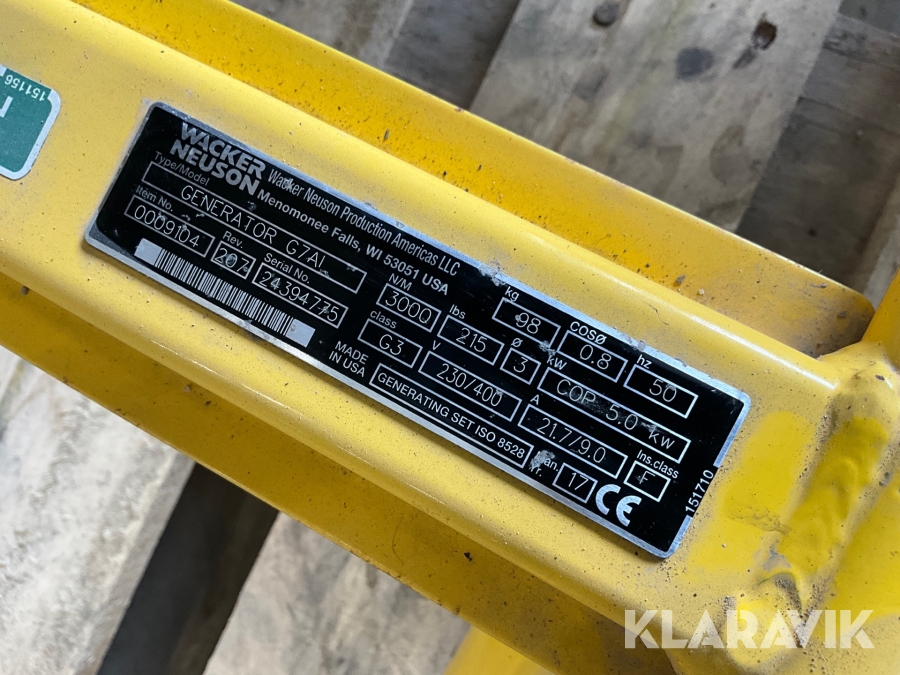 151156
WACKER
NEUSON
Wacker Neuson Production Americas LLC
Menomonee Falls, WI 53051 USA
Type/Model
GENERATOR G7AI
Item No. Rev. Serial No.
0009104 207 24394775
N/M lbs kg
3000 215 98
cosø hz
0.8 50
class V Ø kw
G3 230/400 3 COP 5.0 kw
A Ins.class
21.7/9.0 F
MADE
IN USA
GENERATING SET ISO 8528
17
CE
151710
KLARAVIK